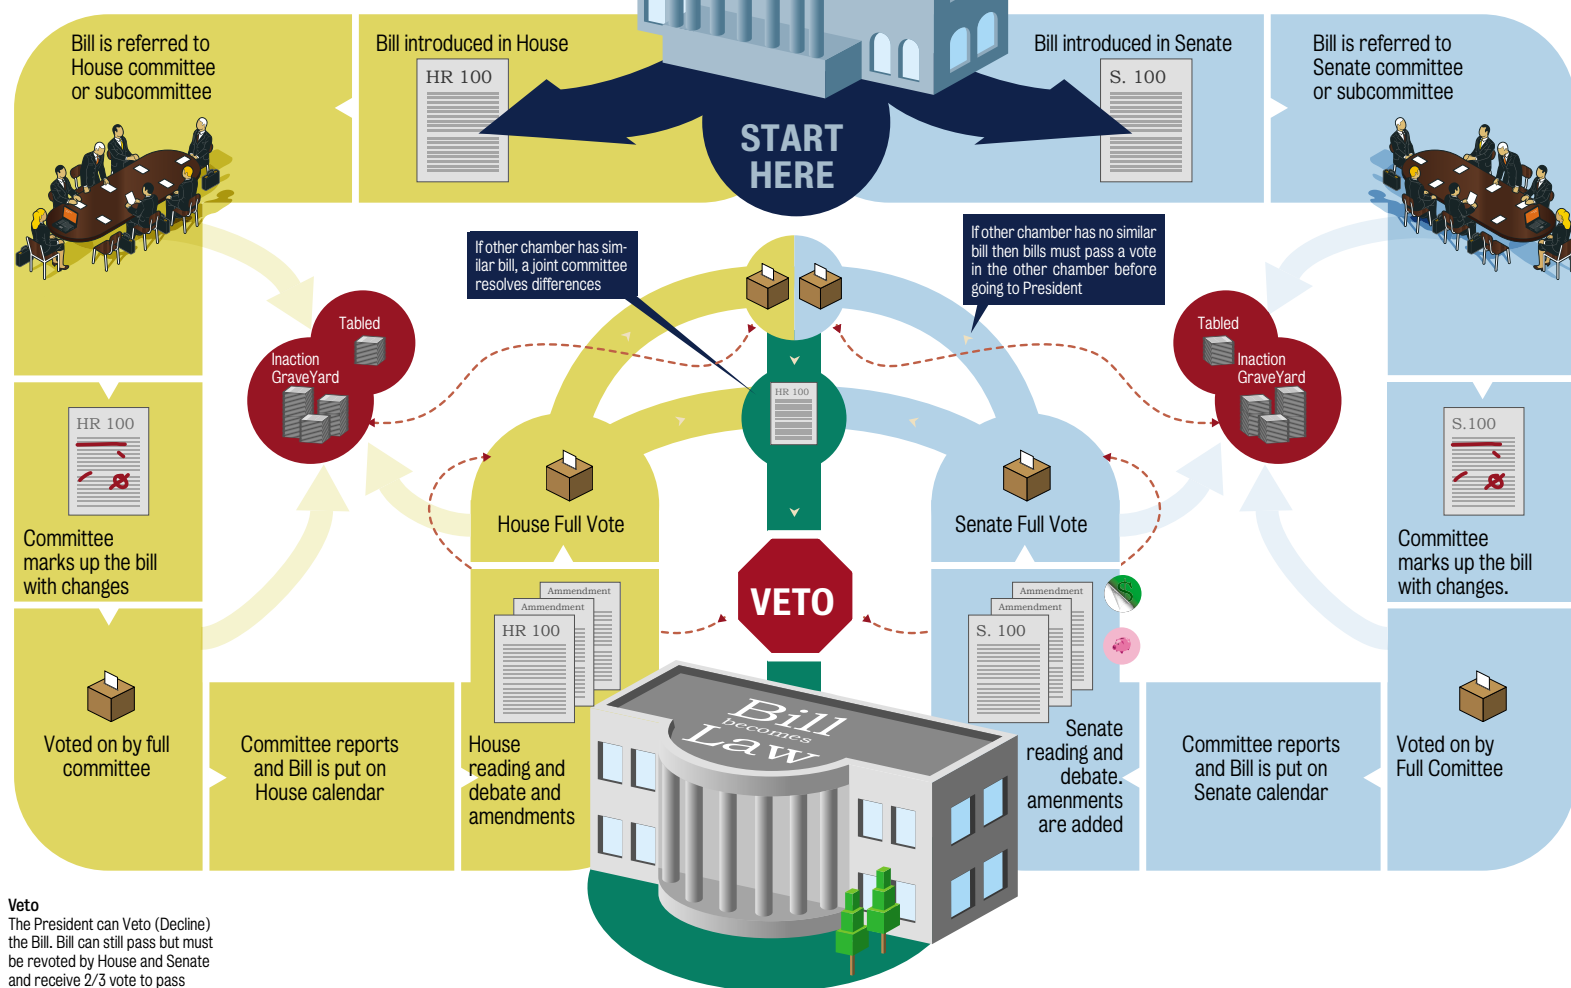 Bill is referred to
House committee
or subcommittee
Bill introduced in House
HR 100
START
HERE
Bill introduced in Senate
S. 100
Bill is referred to
Senate committee
or subcommittee
If other chamber has sim-
ilar bill, a joint committee
resolves differences
If other chamber has no similar
bill then bills must pass a vote
in the other chamber before
going to President
Tabled
Inaction
GraveYard
Tabled
Inaction
GraveYard
HR 100
HR 100
Committee
marks up the bill
with changes
House Full Vote
Senate Full Vote
S.100
Committee
marks up the bill
with changes.
VETO
Ammendment
Ammendment
HR 100
Ammendment
Ammendment
S. 100
S
Voted on by full
committee
Committee reports
and Bill is put on
House calendar
House
reading and
debate and
amendments
Bill
becomes
Law
Senate
reading and
debate.
amenments
are added
Committee reports
and Bill is put on
Senate calendar
Voted on by
Full Comittee
Veto
The President can Veto (Decline)
the Bill. Bill can still pass but must
be revoted by House and Senate
and receive 2/3 vote to pass